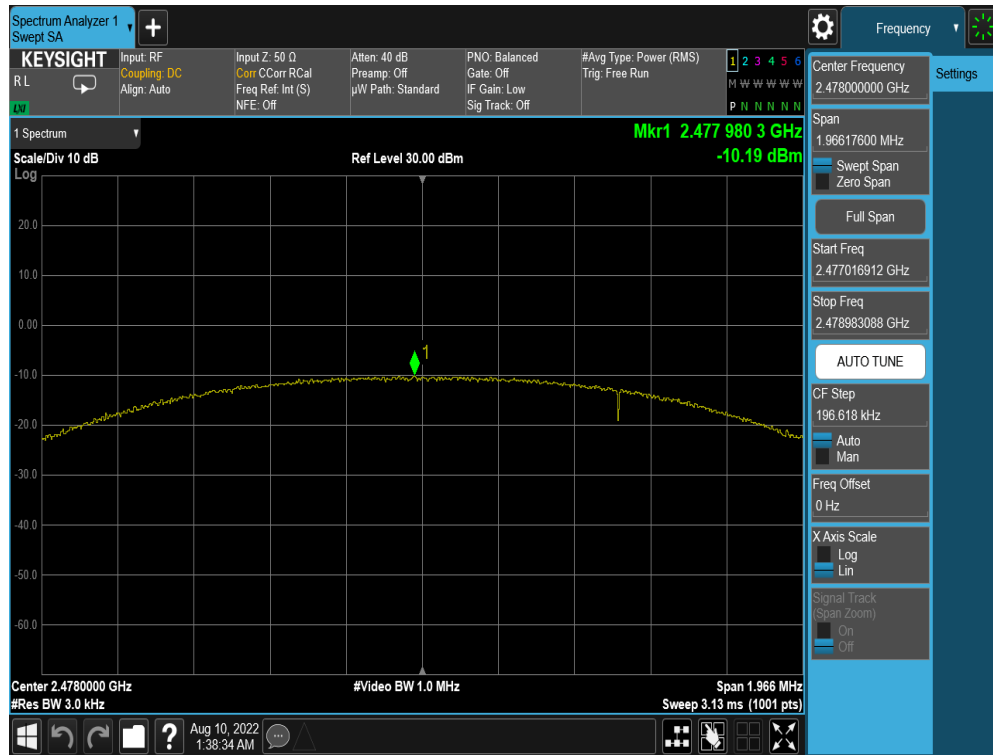 Spectrum Analyzer 1
Swept SA
+
Frequency
KEYSIGHT
R L
LXI
Input: RF
Coupling: DC
Align: Auto
Input Z: 50 Ω
Corr CCorr RCal
Freq Ref: Int (S)
NFE: Off
Atten: 40 dB
Preamp: Off
µW Path: Standard
PNO: Balanced
Gate: Off
IF Gain: Low
Sig Track: Off
#Avg Type: Power (RMS)
Trig: Free Run
1 2 3 4 5 6
M W W W W W
P N N N N N
1 Spectrum
Scale/Div 10 dB
Log
Ref Level 30.00 dBm
Mkr1 2.477 980 3 GHz
-10.19 dBm
20.0
10.0
0.00
-10.0
-20.0
-30.0
-40.0
-50.0
-60.0
1
Center 2.4780000 GHz
#Res BW 3.0 kHz
#Video BW 1.0 MHz
Span 1.966 MHz
Sweep 3.13 ms (1001 pts)
?
Aug 10, 2022
1:38:34 AM
Center Frequency
2.478000000 GHz
Settings
Span
1.96617600 MHz
Swept Span
Zero Span
Full Span
Start Freq
2.477016912 GHz
Stop Freq
2.478983088 GHz
AUTO TUNE
CF Step
196.618 kHz
Auto
Man
Freq Offset
0 Hz
X Axis Scale
Log
Lin
Signal Track
(Span Zoom)
On
Off